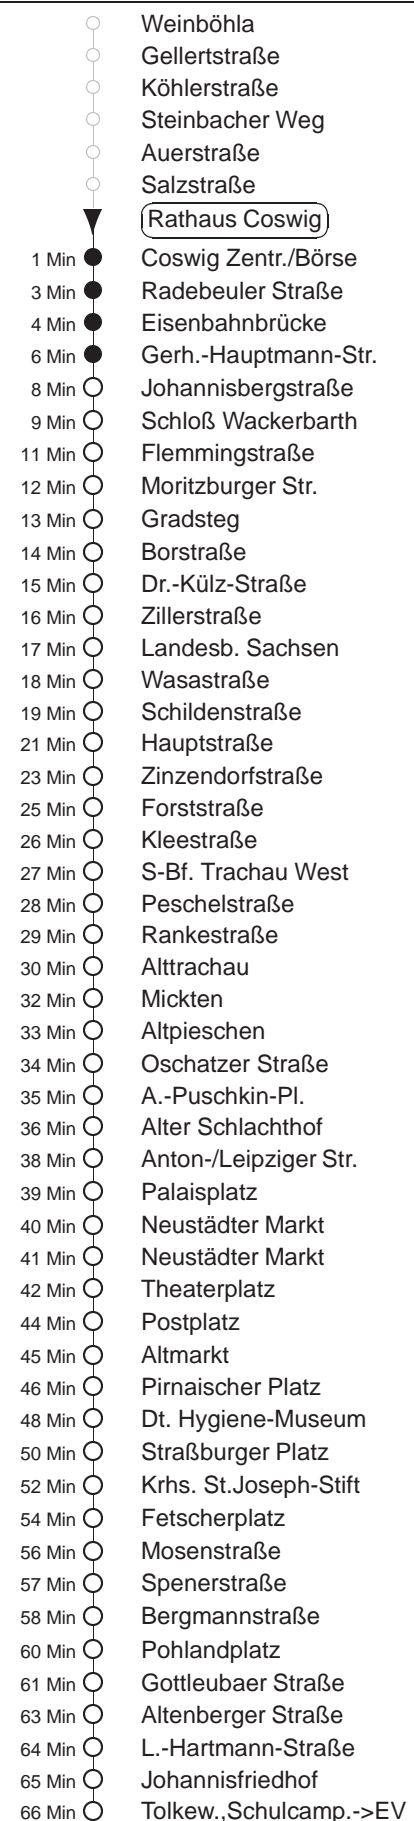 Weinböhla
Gellertstraße
Köhlerstraße
Steinbacher Weg
Auerstraße
Salzstraße
Rathaus Coswig
1 Min Coswig Zentr./Börse
3 Min Radebeuler Straße
4 Min Eisenbahnbrücke
6 Min Gerh.-Hauptmann-Str.
8 Min Johannisbergstraße
9 Min Schloß Wackerbarth
11 Min Flemmingstraße
12 Min Moritzburger Str.
13 Min Gradsteg
14 Min Borstraße
15 Min Dr.-Külz-Straße
16 Min Zillerstraße
17 Min Landesb. Sachsen
18 Min Wasastraße
19 Min Schildenstraße
21 Min Hauptstraße
23 Min Zinzendorfstraße
25 Min Forststraße
26 Min Kleestraße
27 Min S-Bf. Trachau West
28 Min Peschelstraße
29 Min Rankestraße
30 Min Alttrachau
32 Min Mickten
33 Min Altpieschen
34 Min Oschatzer Straße
35 Min A.-Puschkin-Pl.
36 Min Alter Schlachthof
38 Min Anton-/Leipziger Str.
39 Min Palaisplatz
40 Min Neustädter Markt
41 Min Neustädter Markt
42 Min Theaterplatz
44 Min Postplatz
45 Min Altmarkt
46 Min Pirnaischer Platz
48 Min Dt. Hygiene-Museum
50 Min Straßburger Platz
52 Min Krhs. St.Joseph-Stift
54 Min Fetscherplatz
56 Min Mosenstraße
57 Min Spenerstraße
58 Min Bergmannstraße
60 Min Pohlandplatz
61 Min Gottleubaer Straße
63 Min Altenberger Straße
64 Min L.-Hartmann-Straße
65 Min Johannisfriedhof
66 Min Tolkew.,Schulcamp.->EV